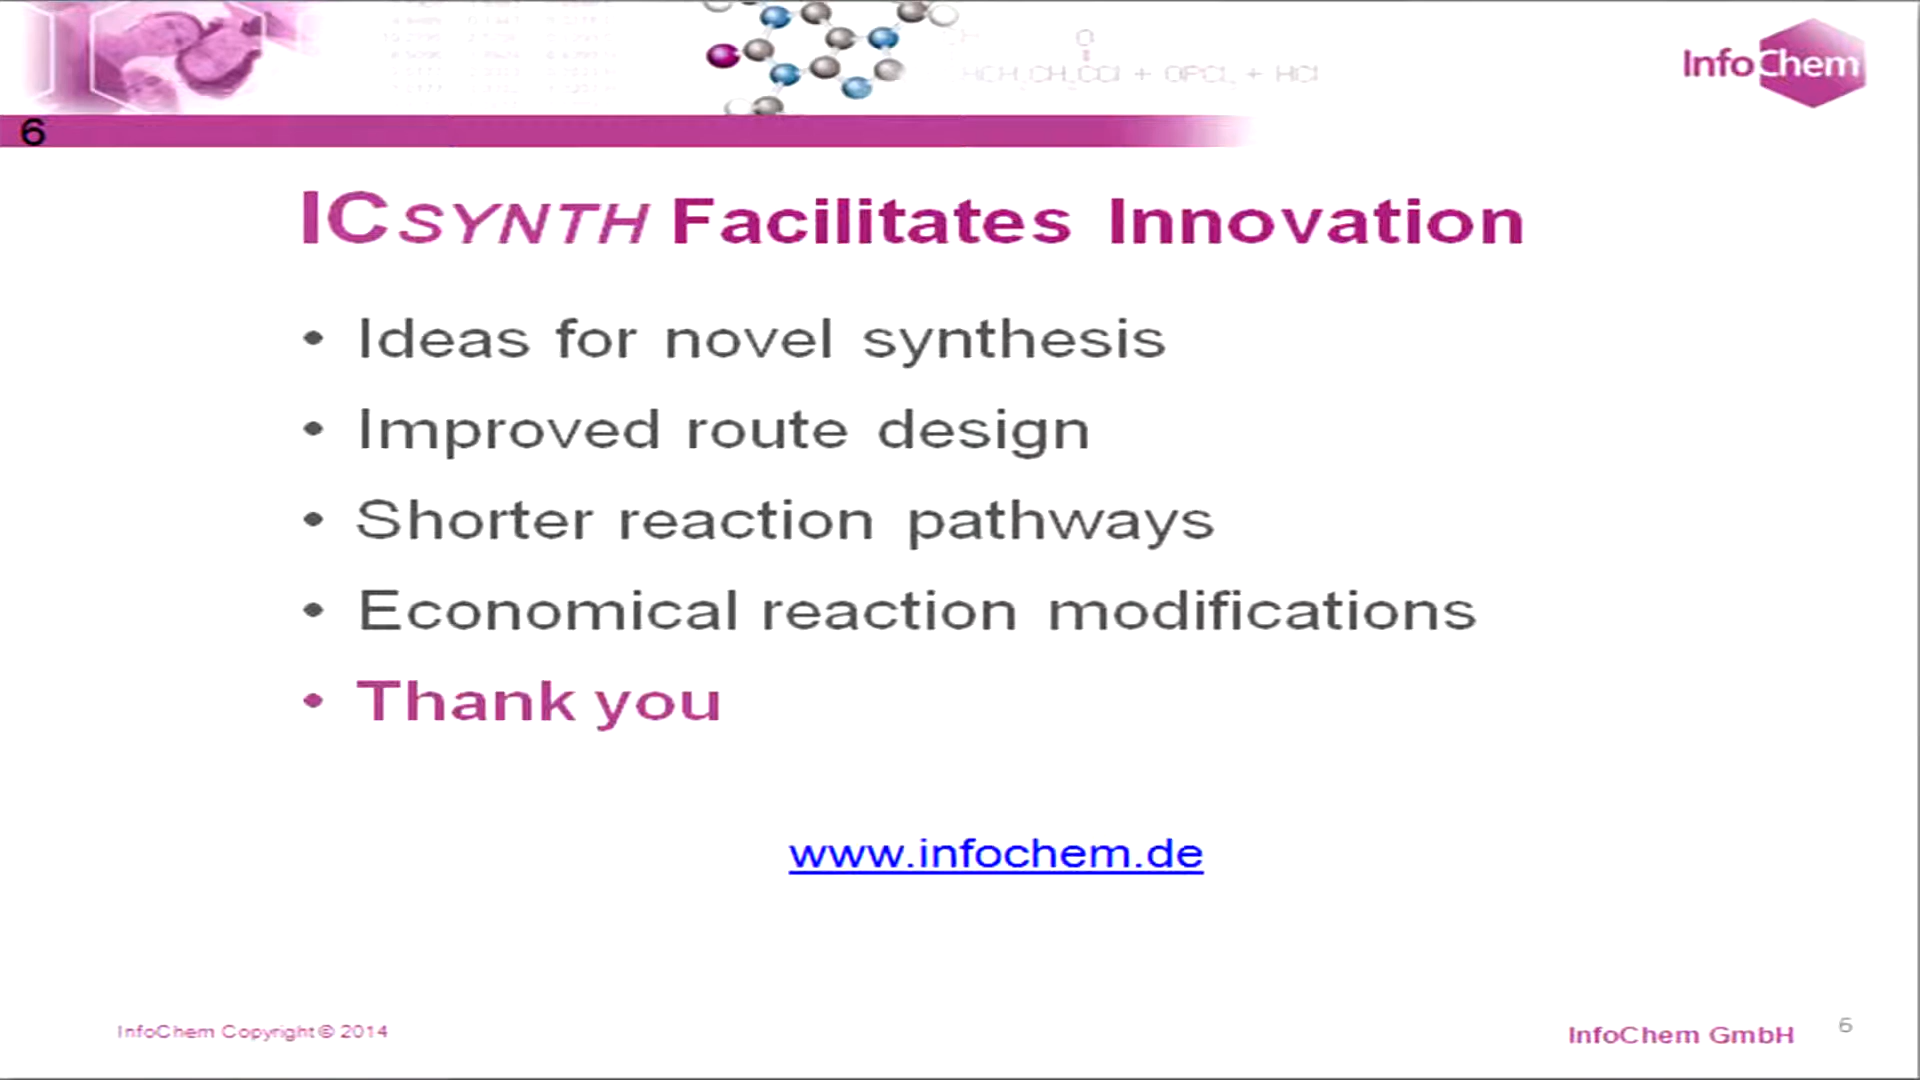 InfoChem
6
ICSYNTH Facilitates Innovation
• Ideas for novel synthesis
• Improved route design
• Shorter reaction pathways
• Economical reaction modifications
• Thank you
www.infochem.de
InfoChem Copyright © 2014
InfoChem GmbH
6